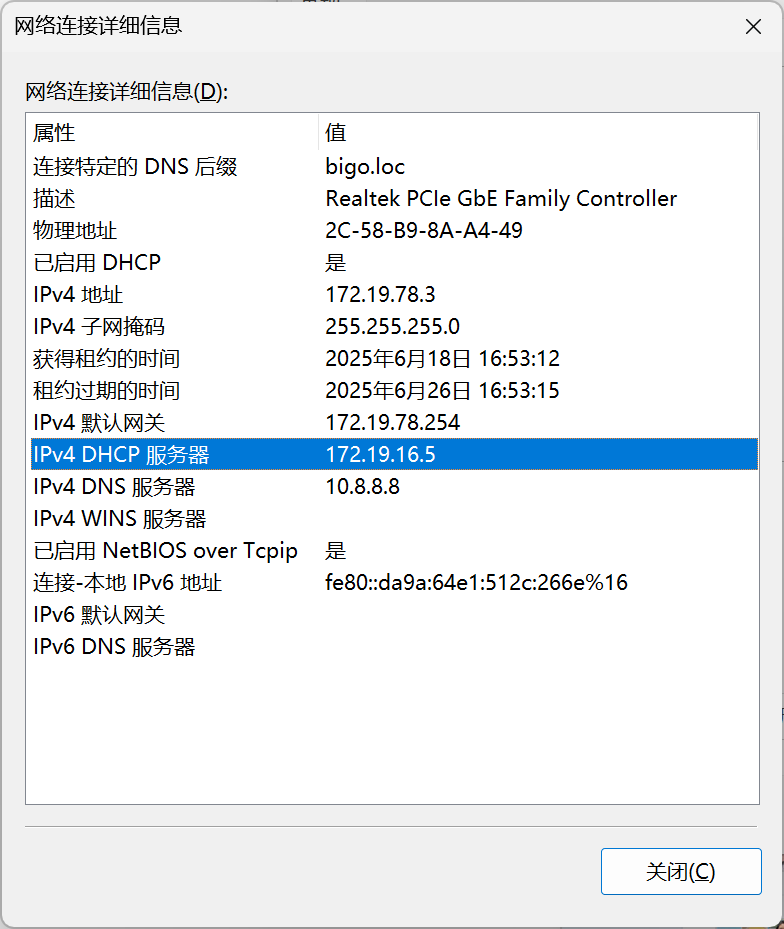 网络连接详细信息
网络连接详细信息(D):
属性 值
连接特定的 DNS 后缀 bigo.loc
描述 Realtek PCIe GbE Family Controller
物理地址 2C-58-B9-8A-A4-49
已启用 DHCP 是
IPv4 地址 172.19.78.3
IPv4 子网掩码 255.255.255.0
获得租约的时间 2025年6月18日 16:53:12
租约过期的时间 2025年6月26日 16:53:15
IPv4 默认网关 172.19.78.254
IPv4 DHCP 服务器 172.19.16.5
IPv4 DNS 服务器 10.8.8.8
IPv4 WINS 服务器
已启用 NetBIOS over Tcpip 是
连接-本地 IPv6 地址 fe80::da9a:64e1:512c:266e%16
IPv6 默认网关
IPv6 DNS 服务器
关闭(C)